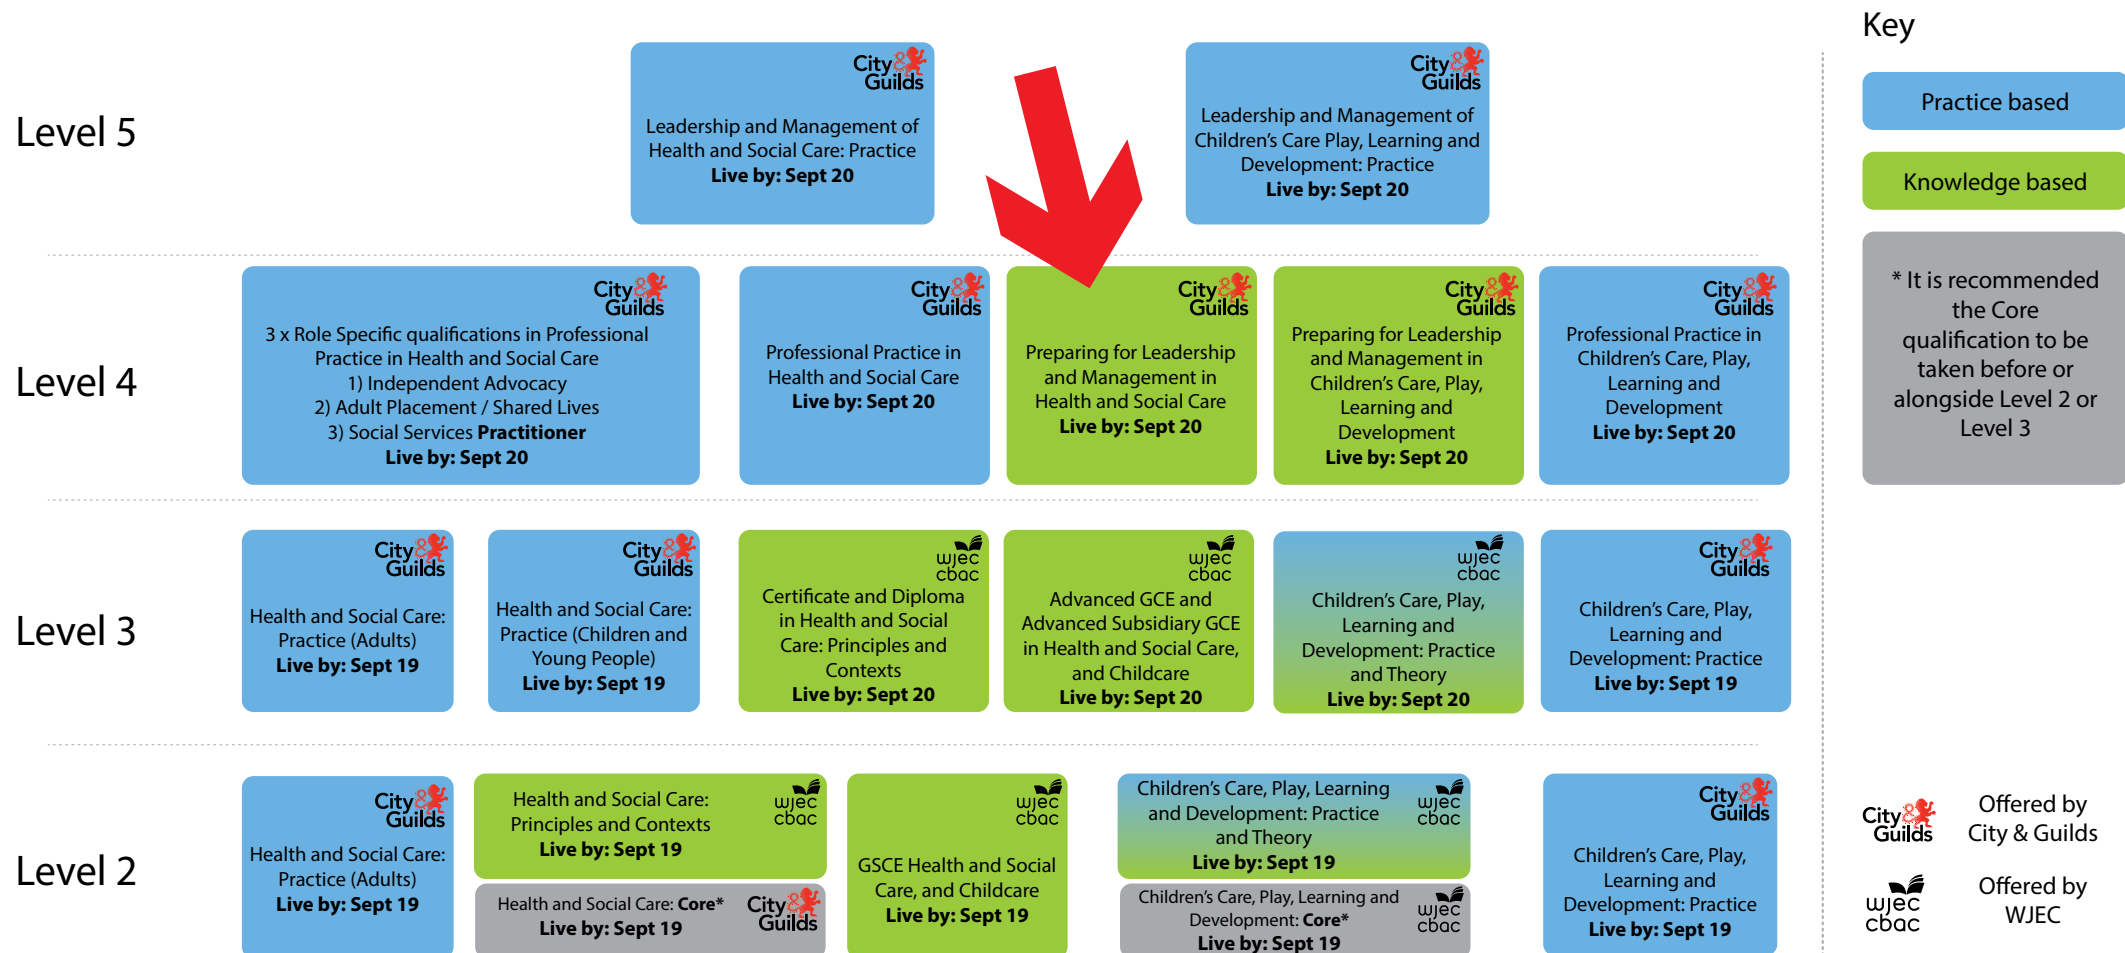 Key
Level 5
City & Guilds
Leadership and Management of
Health and Social Care: Practice
Live by: Sept 20
City & Guilds
Leadership and Management of
Children’s Care Play, Learning and
Development: Practice
Live by: Sept 20
Practice based
Knowledge based
* It is recommended
the Core
qualification to be
taken before or
alongside Level 2 or
Level 3
Level 4
City & Guilds
3 x Role Specific qualifications in Professional
Practice in Health and Social Care
1) Independent Advocacy
2) Adult Placement / Shared Lives
3) Social Services Practitioner
Live by: Sept 20
City & Guilds
Professional Practice in
Health and Social Care
Live by: Sept 20
City & Guilds
Preparing for Leadership
and Management in
Health and Social Care
Live by: Sept 20
City & Guilds
Preparing for Leadership
and Management in
Children’s Care, Play,
Learning and
Development
Live by: Sept 20
City & Guilds
Professional Practice in
Children’s Care, Play,
Learning and
Development
Live by: Sept 20
Level 3
City & Guilds
Health and Social Care:
Practice (Adults)
Live by: Sept 19
City & Guilds
Health and Social Care:
Practice (Children and
Young People)
Live by: Sept 19
wjec
cbac
Certificate and Diploma
in Health and Social
Care: Principles and
Contexts
Live by: Sept 20
wjec
cbac
Advanced GCE and
Advanced Subsidiary GCE
in Health and Social Care,
and Childcare
Live by: Sept 20
wjec
cbac
Children’s Care, Play,
Learning and
Development: Practice
and Theory
Live by: Sept 20
City & Guilds
Children’s Care, Play,
Learning and
Development: Practice
Live by: Sept 19
Level 2
City & Guilds
Health and Social Care:
Practice (Adults)
Live by: Sept 19
Health and Social Care:
Principles and Contexts
Live by: Sept 19
wjec
cbac
Health and Social Care: Core*
Live by: Sept 19
City & Guilds
wjec
cbac
GSCE Health and Social
Care, and Childcare
Live by: Sept 19
Children’s Care, Play, Learning
and Development: Practice
and Theory
Live by: Sept 19
wjec
cbac
Children’s Care, Play, Learning and
Development: Core*
Live by: Sept 19
wjec
cbac
City & Guilds
Children’s Care, Play,
Learning and
Development: Practice
Live by: Sept 19
City & Guilds
Offered by
City & Guilds
wjec
cbac
Offered by
WJEC